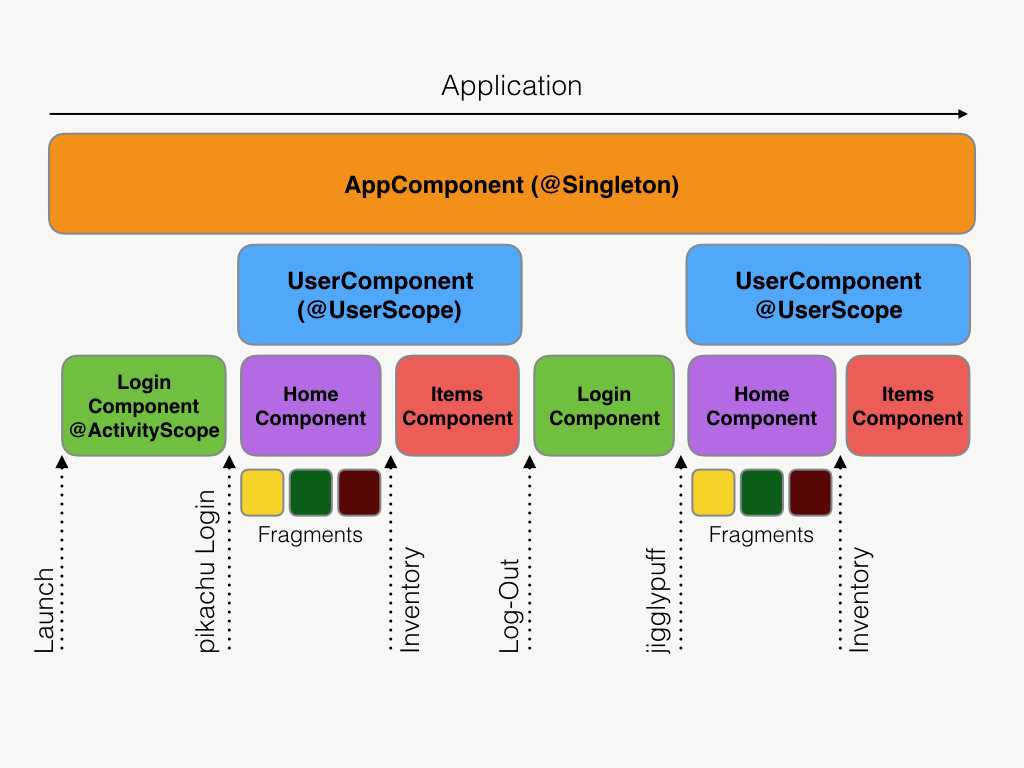 Application
AppComponent (@Singleton)
UserComponent
(@UserScope)
UserComponent
@UserScope
Login
Component
@ActivityScope
Home
Component
Items
Component
Login
Component
Home
Component
Items
Component
Fragments
Fragments
Launch
pikachu Login
Inventory
Log-Out
jigglypuff
Inventory